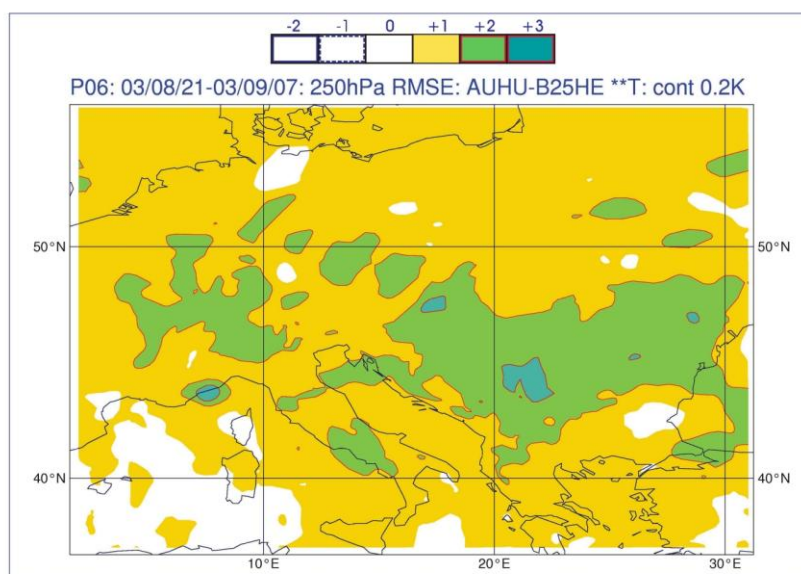 -2 -1 0 +1 +2 +3
P06: 03/08/21-03/09/07: 250hPa RMSE: AUHU-B25HE **T: cont 0.2K
50°N 50°N
40°N 40°N
10°E 20°E 30°E